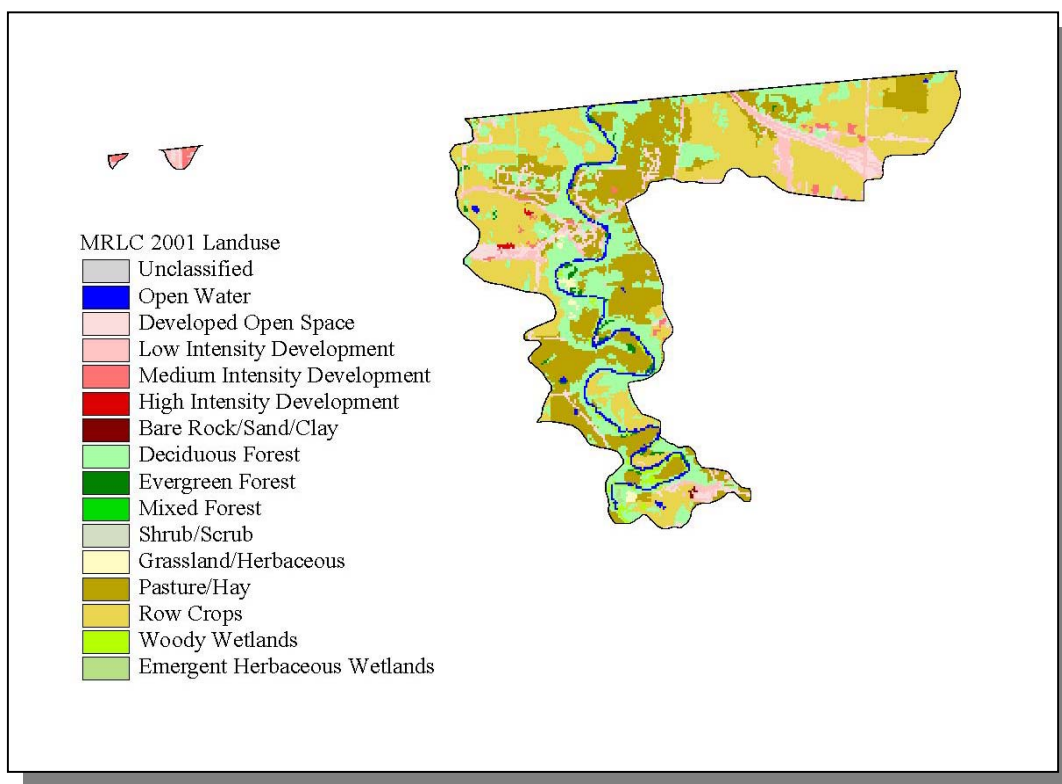 MRLC 2001 Landuse
Unclassified
Open Water
Developed Open Space
Low Intensity Development
Medium Intensity Development
High Intensity Development
Bare Rock/Sand/Clay
Deciduous Forest
Evergreen Forest
Mixed Forest
Shrub/Scrub
Grassland/Herbaceous
Pasture/Hay
Row Crops
Woody Wetlands
Emergent Herbaceous Wetlands